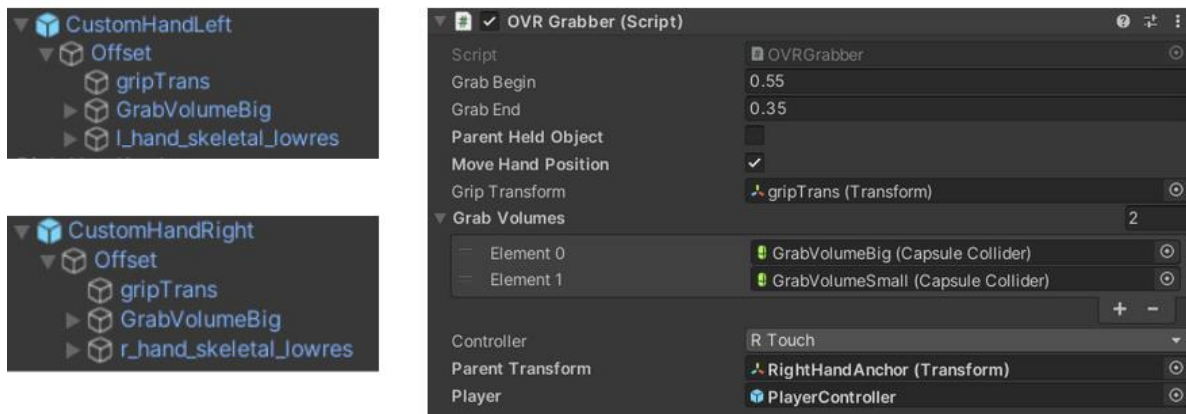 CustomHandLeft
Offset
gripTrans
GrabVolumeBig
l_hand_skeletal_lowres
CustomHandRight
Offset
gripTrans
GrabVolumeBig
r_hand_skeletal_lowres
OVR Grabber (Script)
Script OVRGrabber
Grab Begin 0.55
Grab End 0.35
Parent Held Object
Move Hand Position
Grip Transform gripTrans (Transform)
Grab Volumes 2
Element 0 GrabVolumeBig (Capsule Collider)
Element 1 GrabVolumeSmall (Capsule Collider)
Controller R Touch
Parent Transform RightHandAnchor (Transform)
Player PlayerController